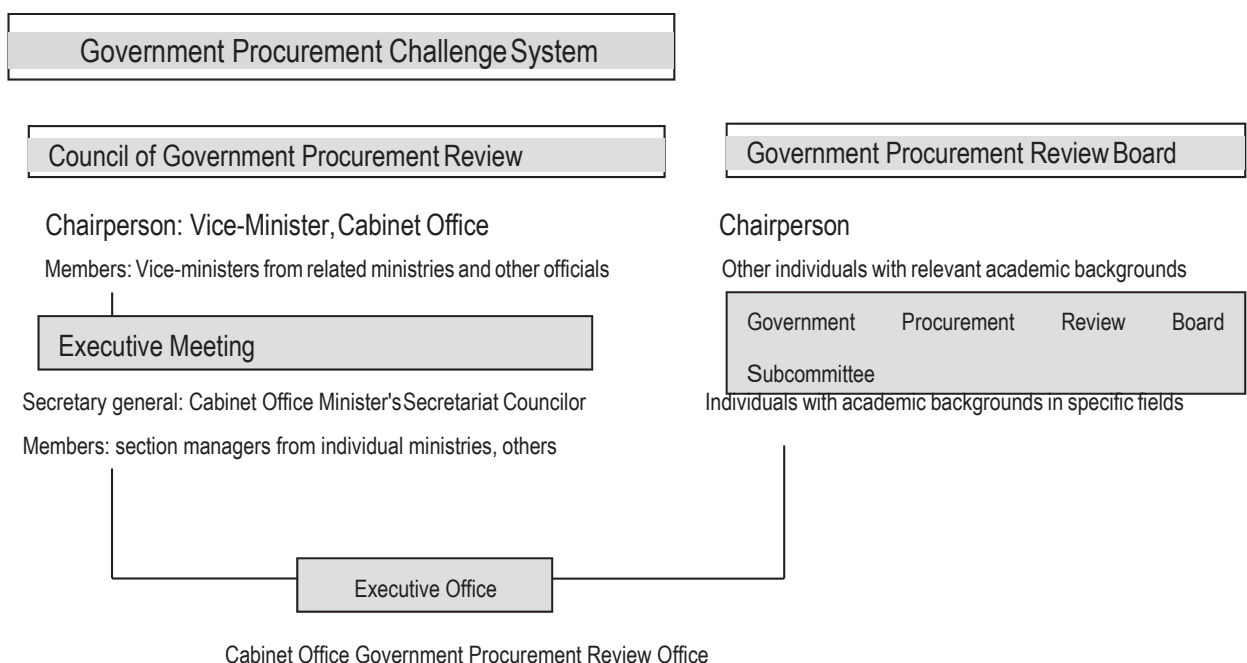 Government Procurement Challenge System
Council of Government Procurement Review
Chairperson: Vice-Minister, Cabinet Office
Members: Vice-ministers from related ministries and other officials
Executive Meeting
Secretary general: Cabinet Office Minister's Secretariat Councilor
Members: section managers from individual ministries, others
Government Procurement Review Board
Chairperson
Other individuals with relevant academic backgrounds
Government Procurement Review Board
Subcommittee
Individuals with academic backgrounds in specific fields
Executive Office
Cabinet Office Government Procurement Review Office